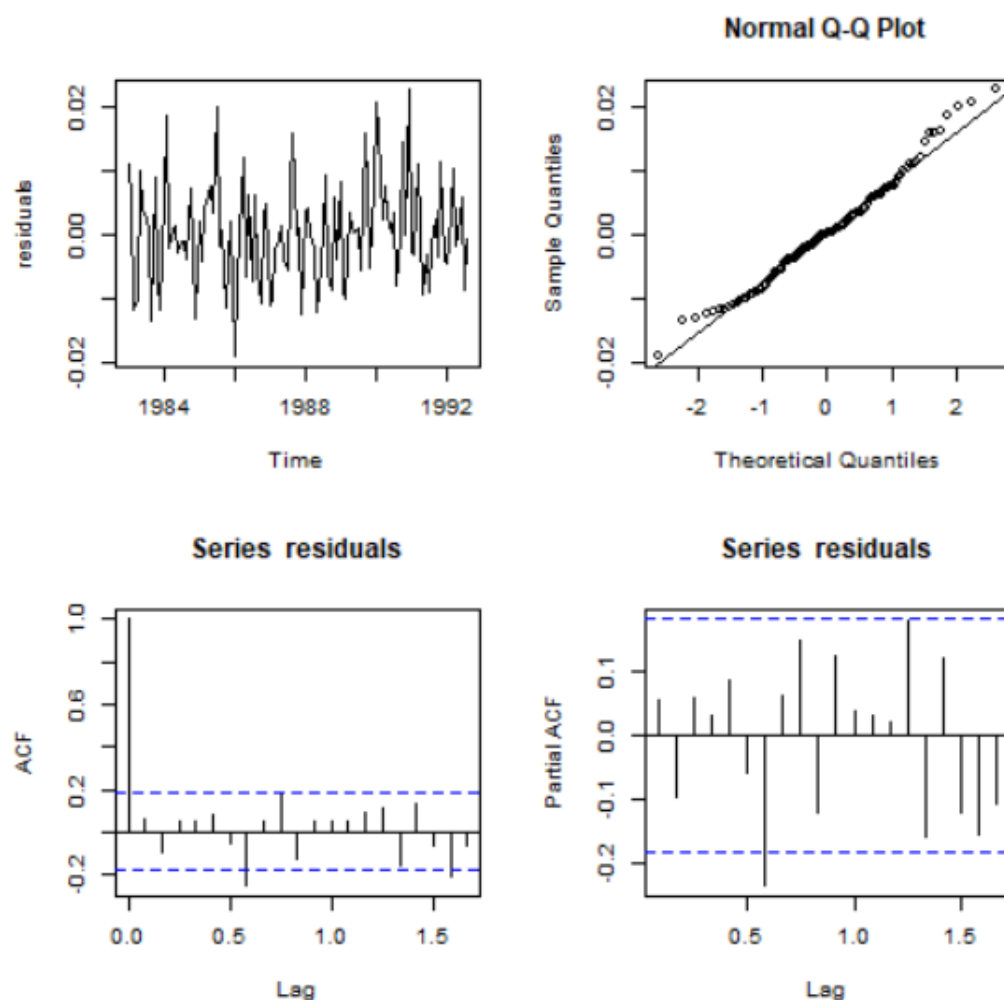 Normal Q-Q Plot
residuals
-0.02 0.00 0.02
1984 1988 1992
Time
Sample Quantiles
-0.02 0.00 0.02
-2 -1 0 1 2
Theoretical Quantiles
Series residuals
ACF
-0.2 0.2 0.6 1.0
0.0 0.5 1.0 1.5
Lag
Series residuals
Partial ACF
-0.2 -0.1 0.0 0.1
0.5 1.0 1.5
Lag